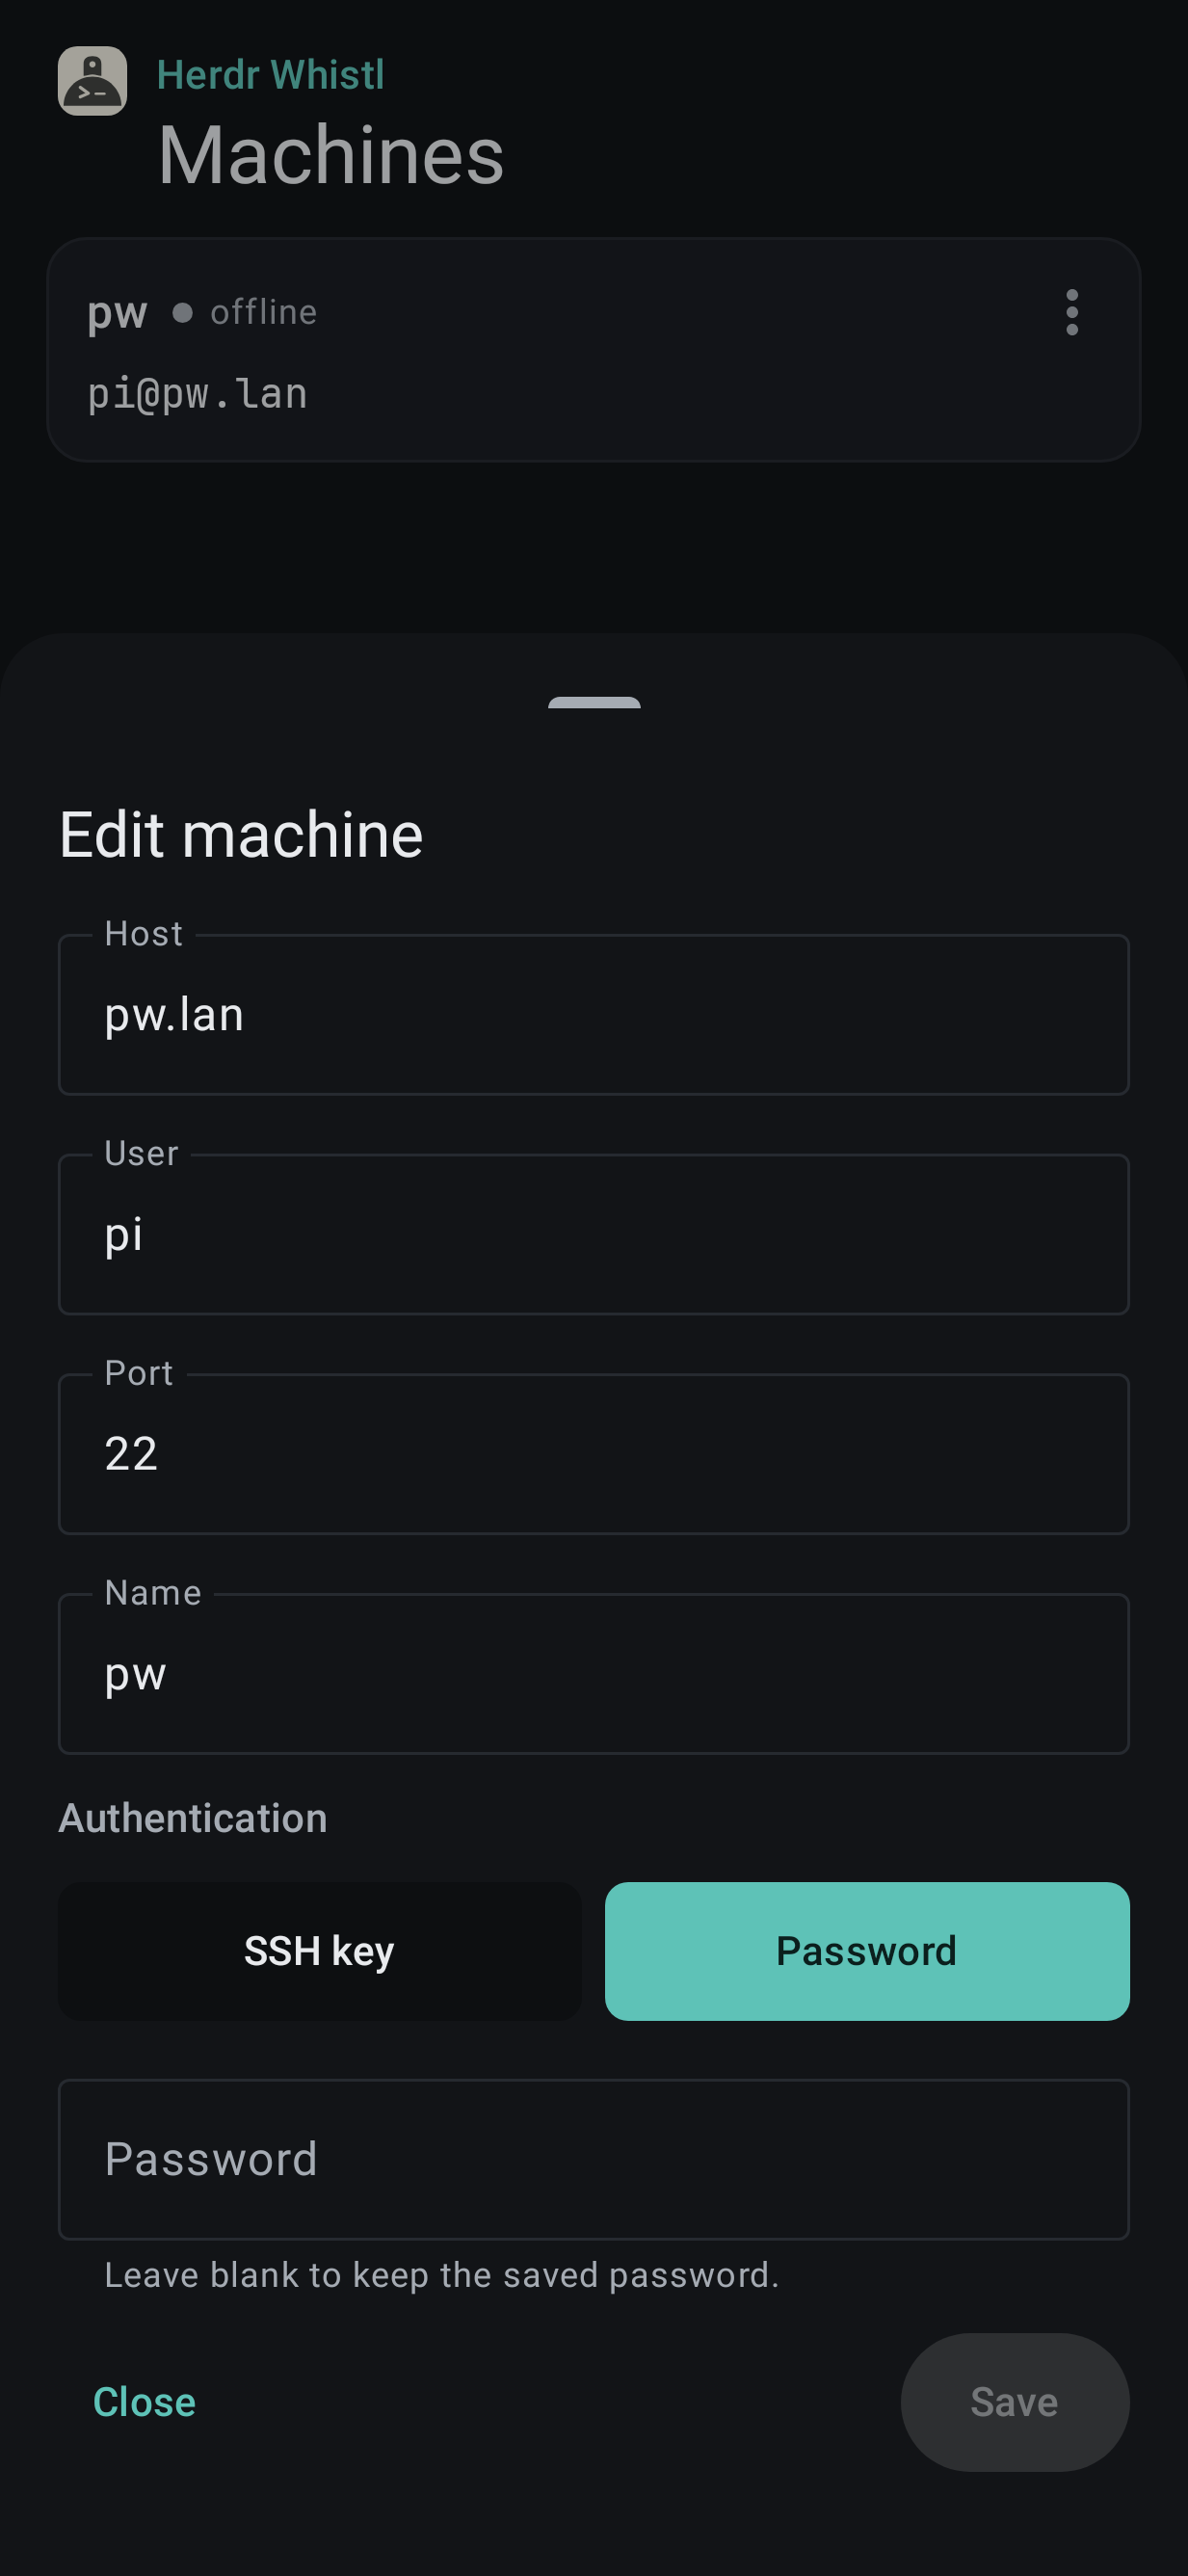 Herdr Whistl
Machines
pw offline
pi@pw.lan
Edit machine
Host
pw.lan
User
pi
Port
22
Name
pw
Authentication
SSH key Password
Password
Leave blank to keep the saved password.
Close Save